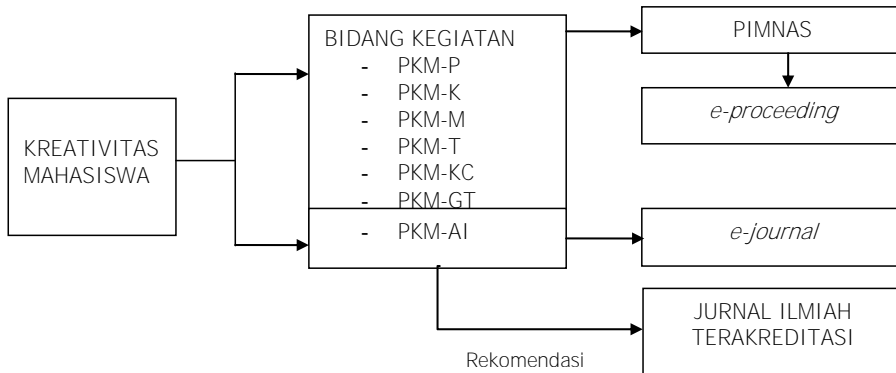 KREATIVITAS
MAHASISWA
BIDANG KEGIATAN
- PKM-P
- PKM-K
- PKM-M
- PKM-T
- PKM-KC
- PKM-GT
- PKM-AI
PIMNAS
e-proceeding
e-journal
JURNAL ILMIAH
TERAKREDITASI
Rekomendasi